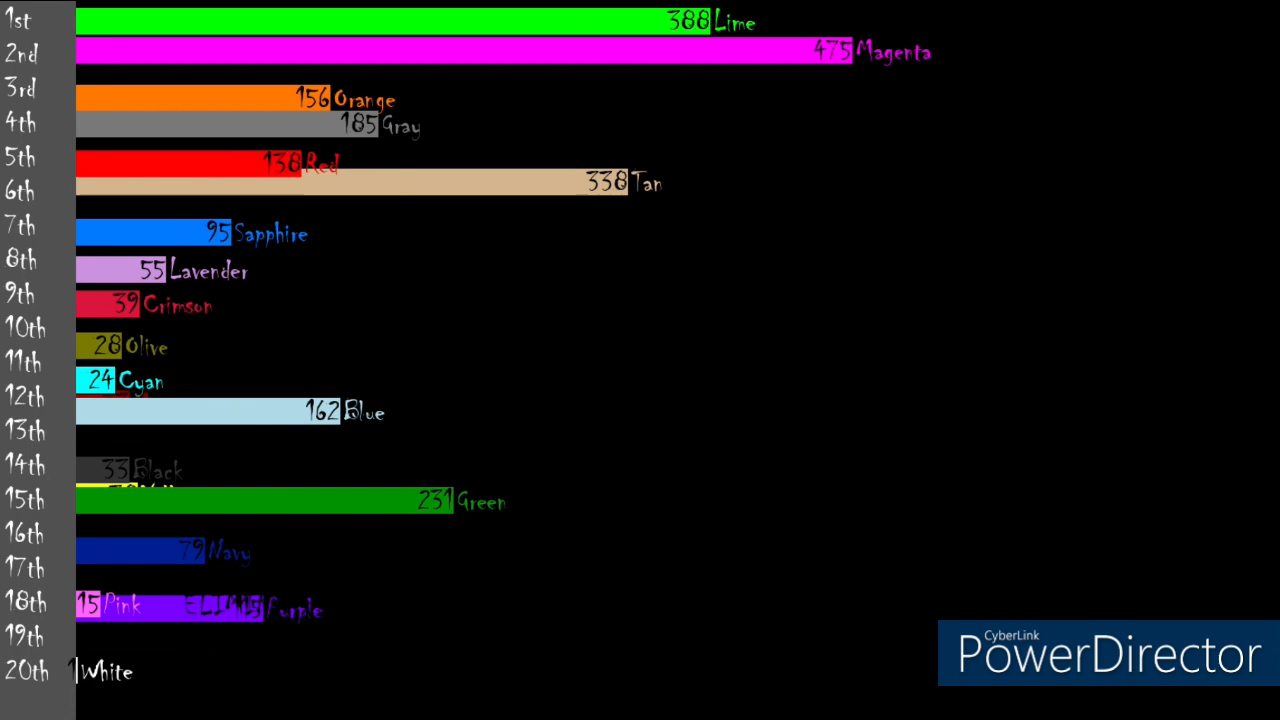 1st 388 Lime
2nd 475 Magenta
3rd 156 Orange
4th 185 Gray
5th 138 Red
6th 338 Tan
7th 95 Sapphire
8th 55 Lavender
9th 39 Crimson
10th 28 Olive
11th 24 Cyan
12th 162 Blue
13th
14th 33 Black
15th 231 Green
16th
17th 79 Navy
18th 15 Pink Purple
19th
20th 1 White
CyberLink
PowerDirector